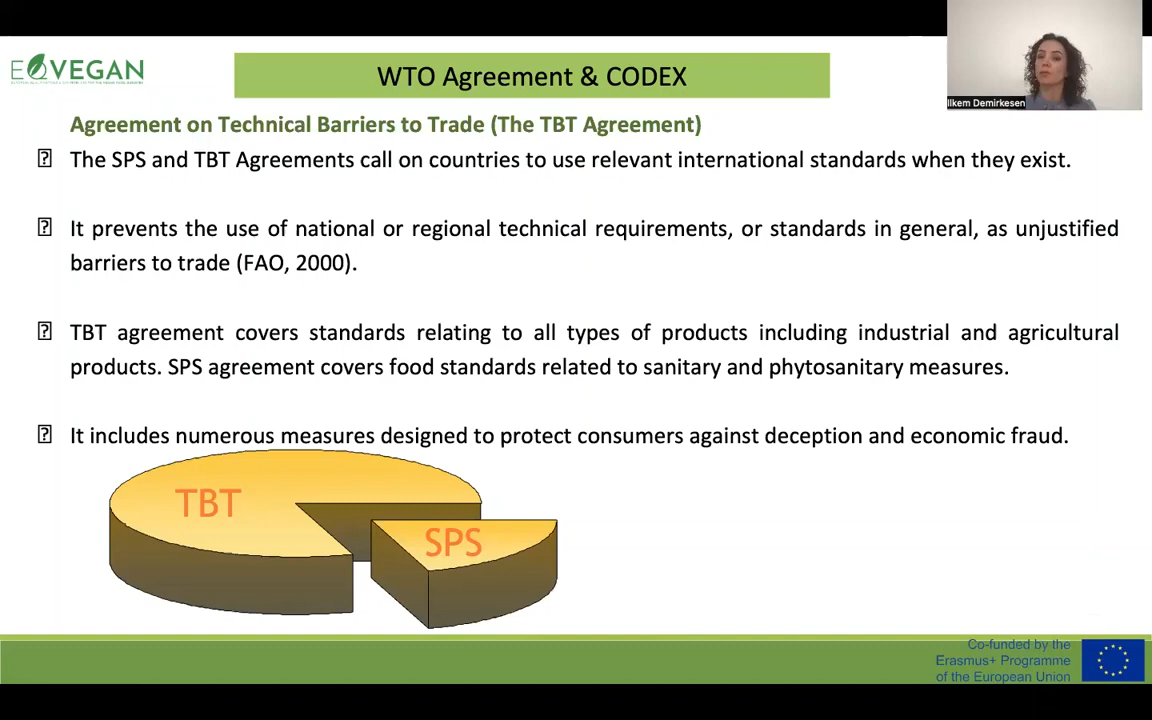 EQVEGAN
WTO Agreement & CODEX
Ilkem Demirkesen
Agreement on Technical Barriers to Trade (The TBT Agreement)
The SPS and TBT Agreements call on countries to use relevant international standards when they exist.
It prevents the use of national or regional technical requirements, or standards in general, as unjustified
barriers to trade (FAO, 2000).
TBT agreement covers standards relating to all types of products including industrial and agricultural
products. SPS agreement covers food standards related to sanitary and phytosanitary measures.
It includes numerous measures designed to protect consumers against deception and economic fraud.
TBT
SPS
Co-funded by the
Erasmus+ Programme
of the European Union